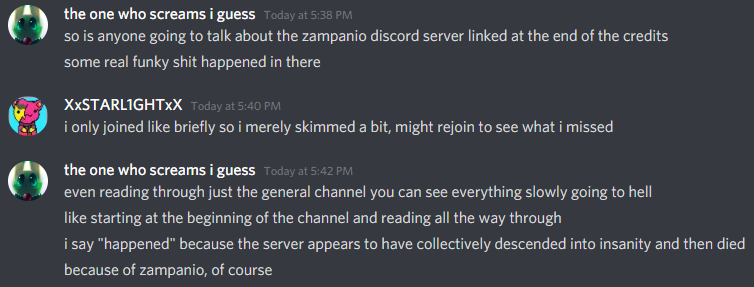 the one who screams i guess Today at 5:38 PM
so is anyone going to talk about the zampanio discord server linked at the end of the credits
some real funky shit happened in there
XxSTARL1GHTxX Today at 5:40 PM
i only joined like briefly so i merely skimmed a bit, might rejoin to see what i missed
the one who screams i guess Today at 5:42 PM
even reading through just the general channel you can see everything slowly going to hell
like starting at the beginning of the channel and reading all the way through
i say "happened" because the server appears to have collectively descended into insanity and then died
because of zampanio, of course